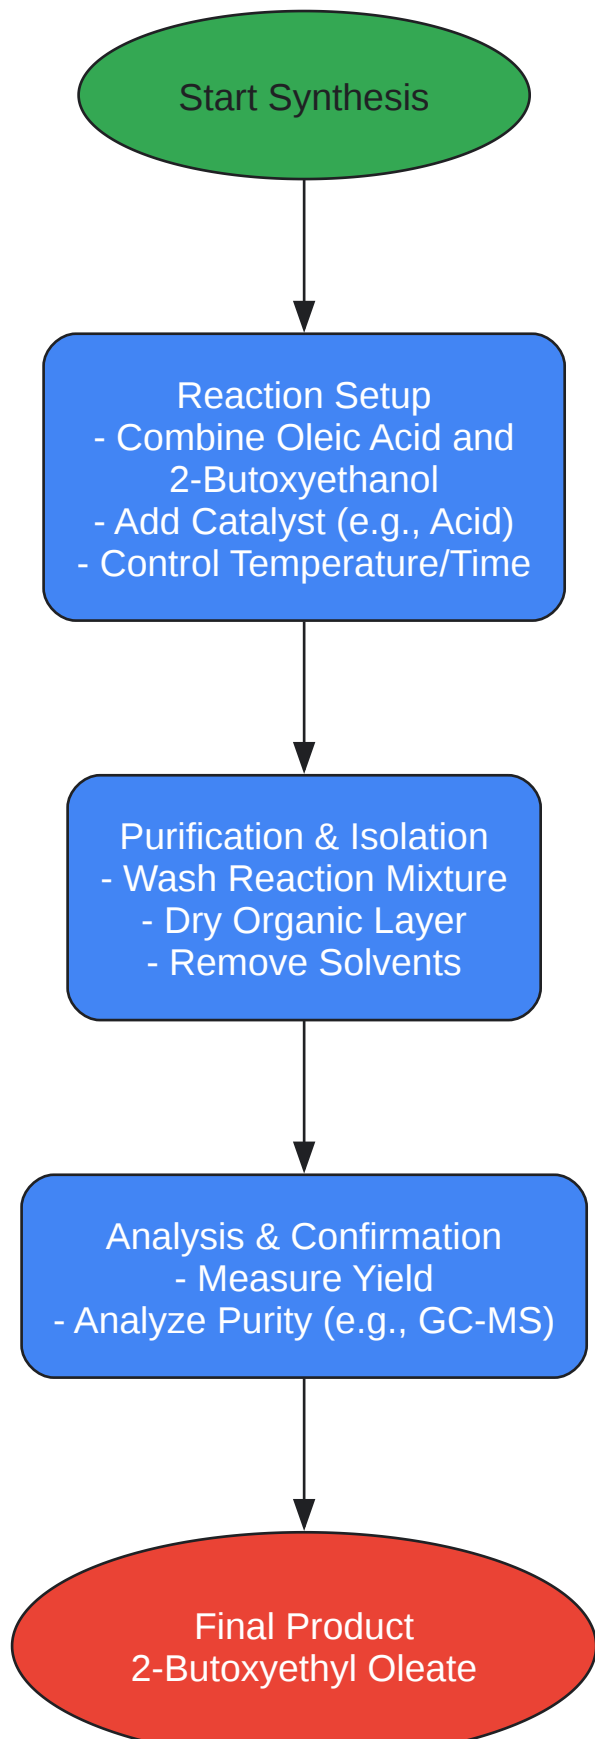 Start Synthesis
Reaction Setup
- Combine Oleic Acid and
2-Butoxyethanol
- Add Catalyst (e.g., Acid)
- Control Temperature/Time
Purification & Isolation
- Wash Reaction Mixture
- Dry Organic Layer
- Remove Solvents
Analysis & Confirmation
- Measure Yield
- Analyze Purity (e.g., GC-MS)
Final Product
2-Butoxyethyl Oleate